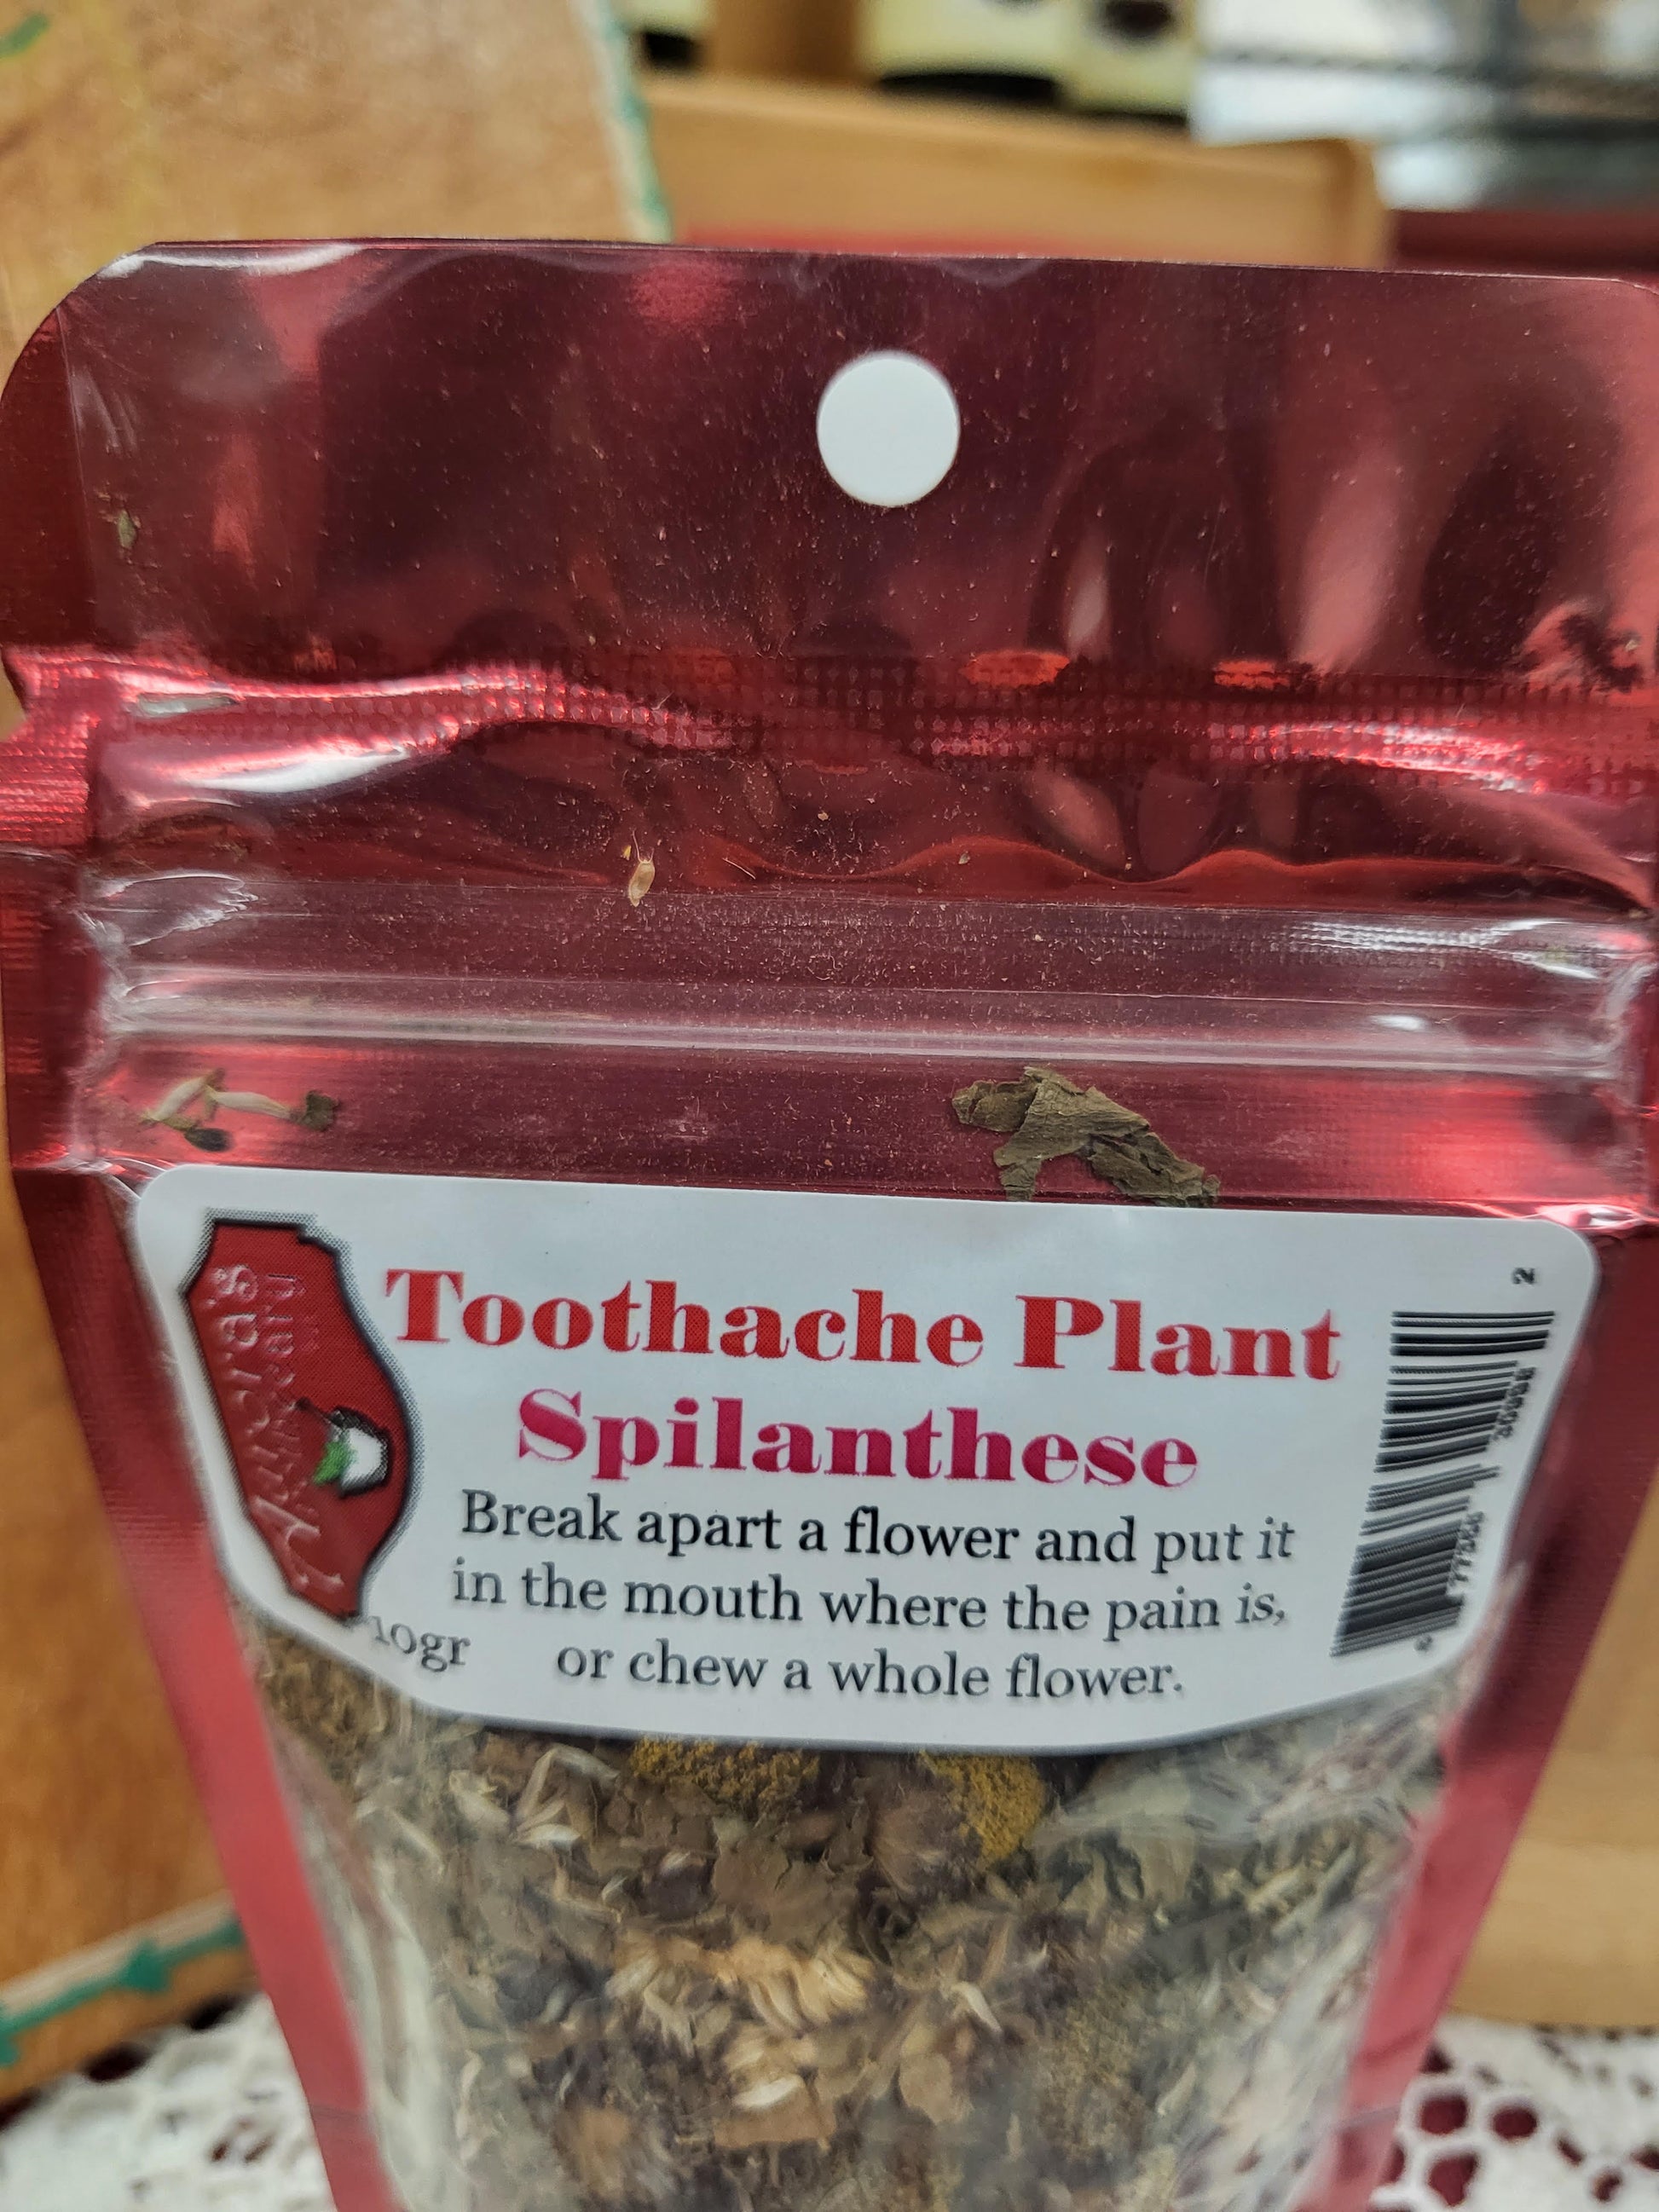 Toothache Plant
Spilanthese
Break apart a flower and put it
in the mouth where the pain is,
or chew a whole flower.
10gr
2